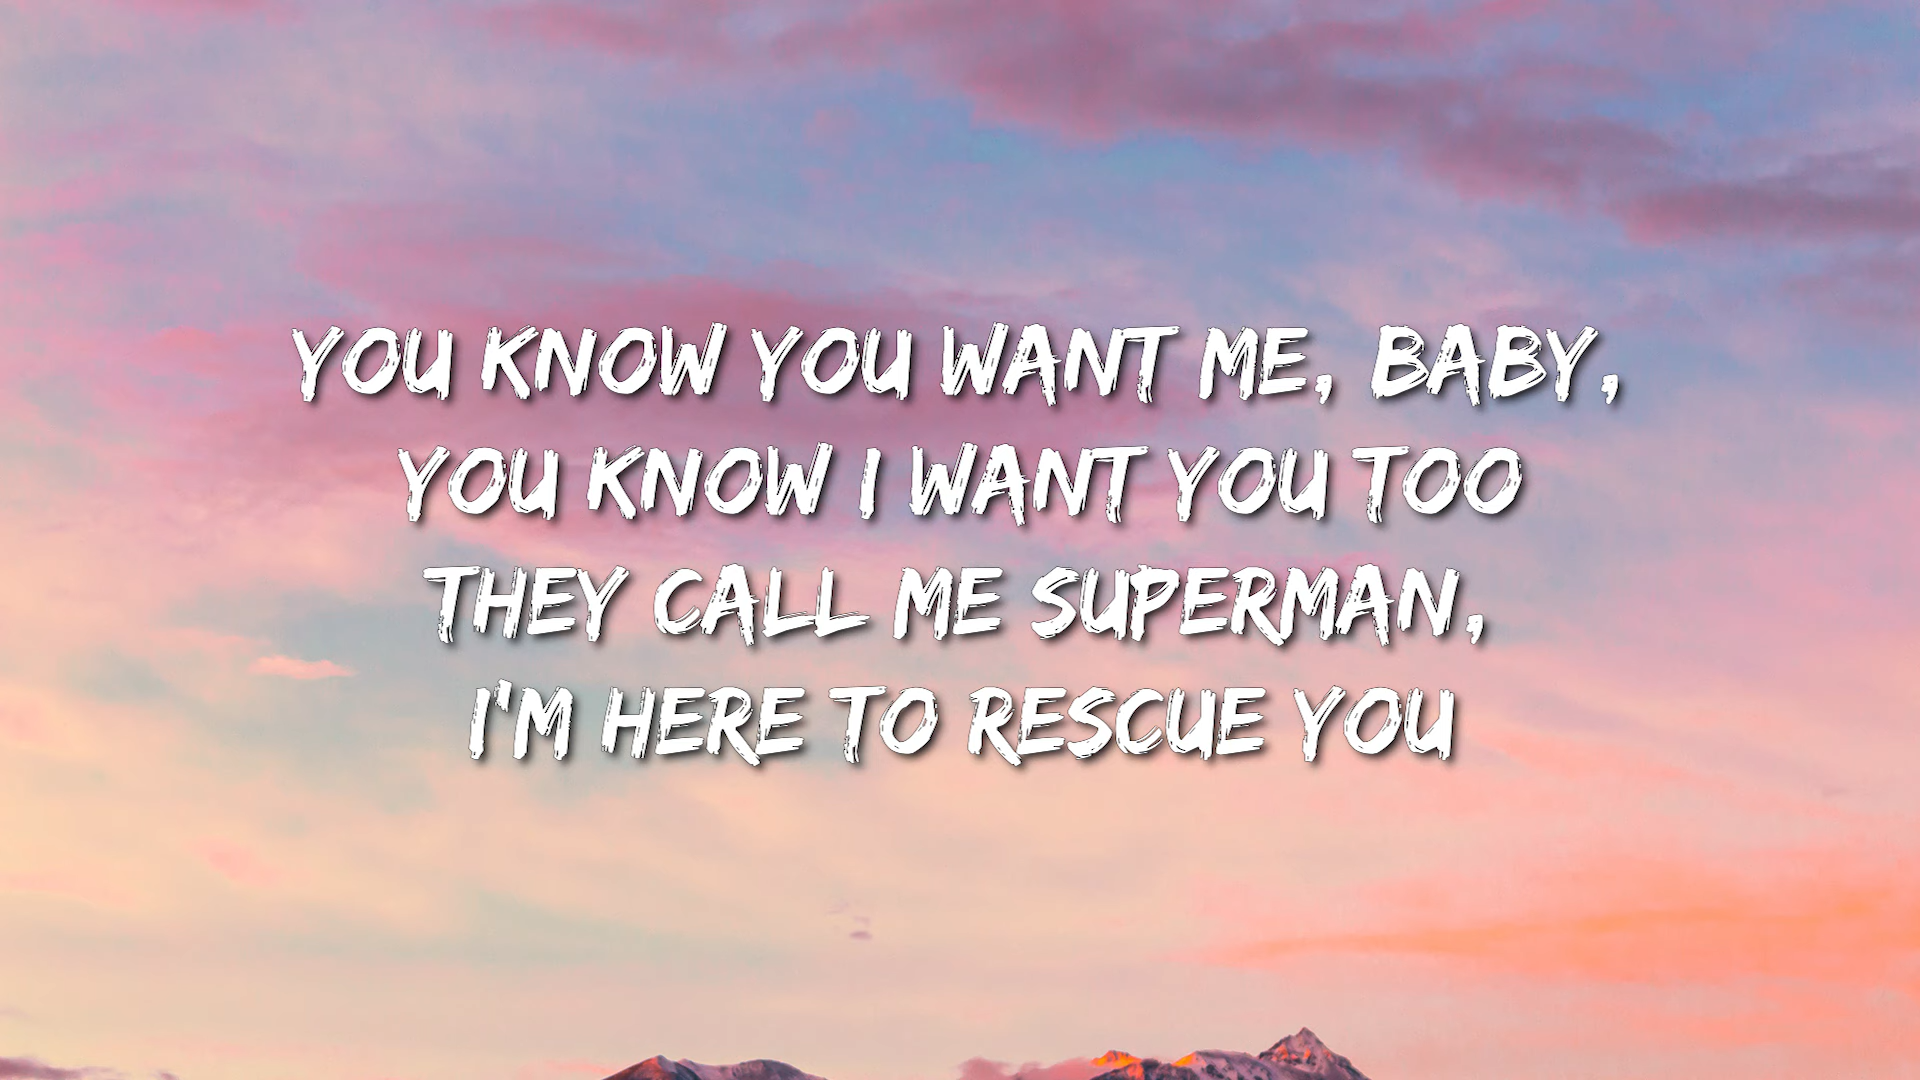 YOU KNOW YOU WANT ME, BABY,
YOU KNOW I WANT YOU TOO
THEY CALL ME SUPERMAN,
I'M HERE TO RESCUE YOU